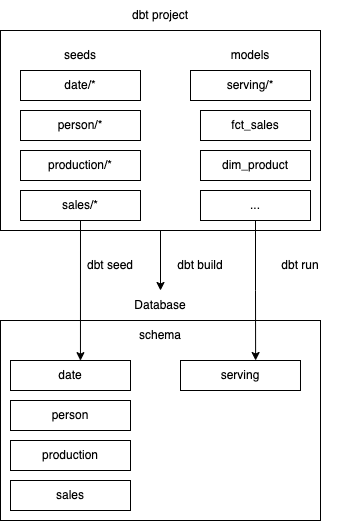 dbt project
seeds
models
date/*
serving/*
person/*
fct_sales
production/*
dim_product
sales/*
...
dbt seed
dbt build
dbt run
Database
schema
date
serving
person
production
sales